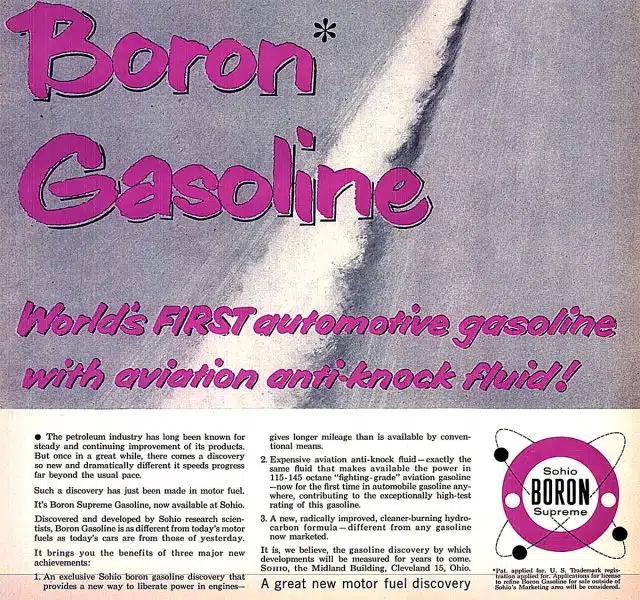 Boron*
Gasoline
World's FIRST automotive gasoline
with aviation anti-knock fluid!
● The petroleum industry has long been known for
steady and continuing improvement of its products.
But once in a great while, there comes a discovery
so new and dramatically different it speeds progress
far beyond the usual pace.
Such a discovery has just been made in motor fuel.
It's Boron Supreme Gasoline, now available at Sohio.
Discovered and developed by Sohio research scien-
tists, Boron Gasoline is as different from today's motor
fuels as today's cars are from those of yesterday.
It brings you the benefits of three major new
achievements:
1. An exclusive Sohio boron gasoline discovery that
provides a new way to liberate power in engines—
gives longer mileage than is available by conven-
tional means.
2. Expensive aviation anti-knock fluid—exactly the
same fluid that makes available the power in
115-145 octane "fighting-grade" aviation gasoline
—now for the first time in automobile gasoline any-
where, contributing to the exceptionally high-test
rating of this gasoline.
3. A new, radically improved, cleaner-burning hydro-
carbon formula—different from any gasoline
now marketed.
It is, we believe, the gasoline discovery by which
developments will be measured for years to come.
SOHIO, the Midland Building, Cleveland 15, Ohio.
A great new motor fuel discovery
Sohio
BORON
Supreme
*Pat. applied for. U. S. Trademark regis-
tration applied for. Applications for license
to refine Boron Gasoline for sale outside of
Sohio's Marketing area will be considered.